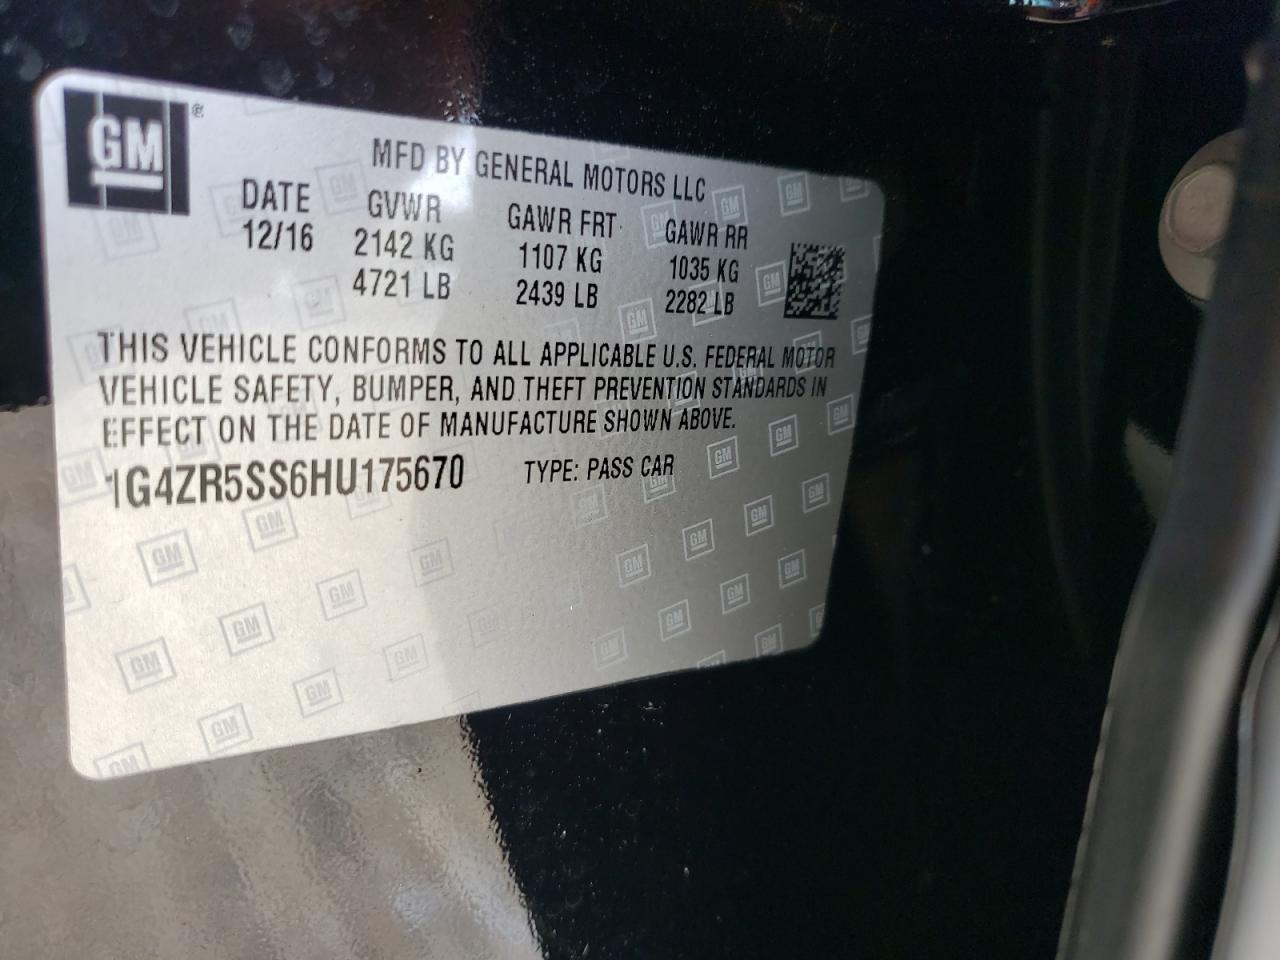 GM ®
MFD BY GENERAL MOTORS LLC
DATE GVWR GAWR FRT GAWR RR
12/16 2142 KG 1107 KG 1035 KG
4721 LB 2439 LB 2282 LB
THIS VEHICLE CONFORMS TO ALL APPLICABLE U.S. FEDERAL MOTOR
VEHICLE SAFETY, BUMPER, AND THEFT PREVENTION STANDARDS IN
EFFECT ON THE DATE OF MANUFACTURE SHOWN ABOVE.
1G4ZR5SS6HU175670 TYPE: PASS CAR